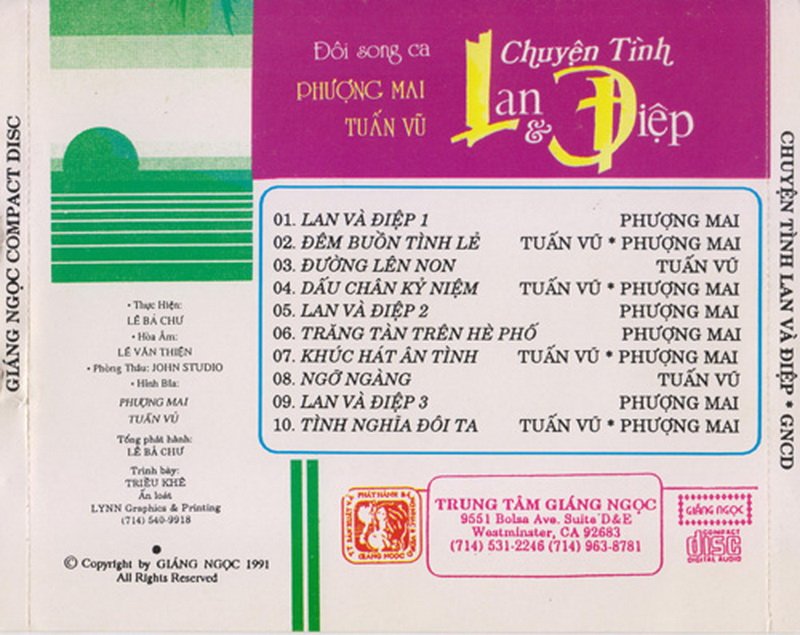 GIÁNG NGỌC COMPACT DISC
Đôi song ca
PHƯỢNG MAI
TUẤN VŨ
Chuyện Tình
Lan
&
Điệp
01. LAN VÀ ĐIỆP 1 PHƯỢNG MAI
02. ĐÊM BUỒN TÌNH LẺ TUẤN VŨ * PHƯỢNG MAI
03. ĐƯỜNG LÊN NON TUẤN VŨ
04. DẤU CHÂN KỶ NIỆM TUẤN VŨ * PHƯỢNG MAI
05. LAN VÀ ĐIỆP 2 PHƯỢNG MAI
06. TRĂNG TÀN TRÊN HÈ PHỐ PHƯỢNG MAI
07. KHÚC HÁT ÂN TÌNH TUẤN VŨ * PHƯỢNG MAI
08. NGỠ NGÀNG TUẤN VŨ
09. LAN VÀ ĐIỆP 3 PHƯỢNG MAI
10. TÌNH NGHĨA ĐÔI TA TUẤN VŨ * PHƯỢNG MAI
• Thực Hiện:
LÊ BÁ CHƯ
• Hòa Âm:
LÊ VĂN THIỆN
• Phòng Thâu: JOHN STUDIO
• Hình Bìa:
PHƯỢNG MAI
TUẤN VŨ
Tổng phát hành:
LÊ BÁ CHƯ
Trình bày:
TRIỀU KHÊ
Ấn loát
LYNN Graphics & Printing
(714) 540-9918
© Copyright by GIÁNG NGỌC 1991
All Rights Reserved
GIANG NGOC
TRUNG TÂM GIÁNG NGỌC
9551 Bolsa Ave. Suite D&E
Westminster, CA 92683
(714) 531-2246 (714) 963-8781
GIÁNG NGỌC
COMPACT
disc
DIGITAL AUDIO
CHUYỆN TÌNH LAN VÀ ĐIỆP * GNCD